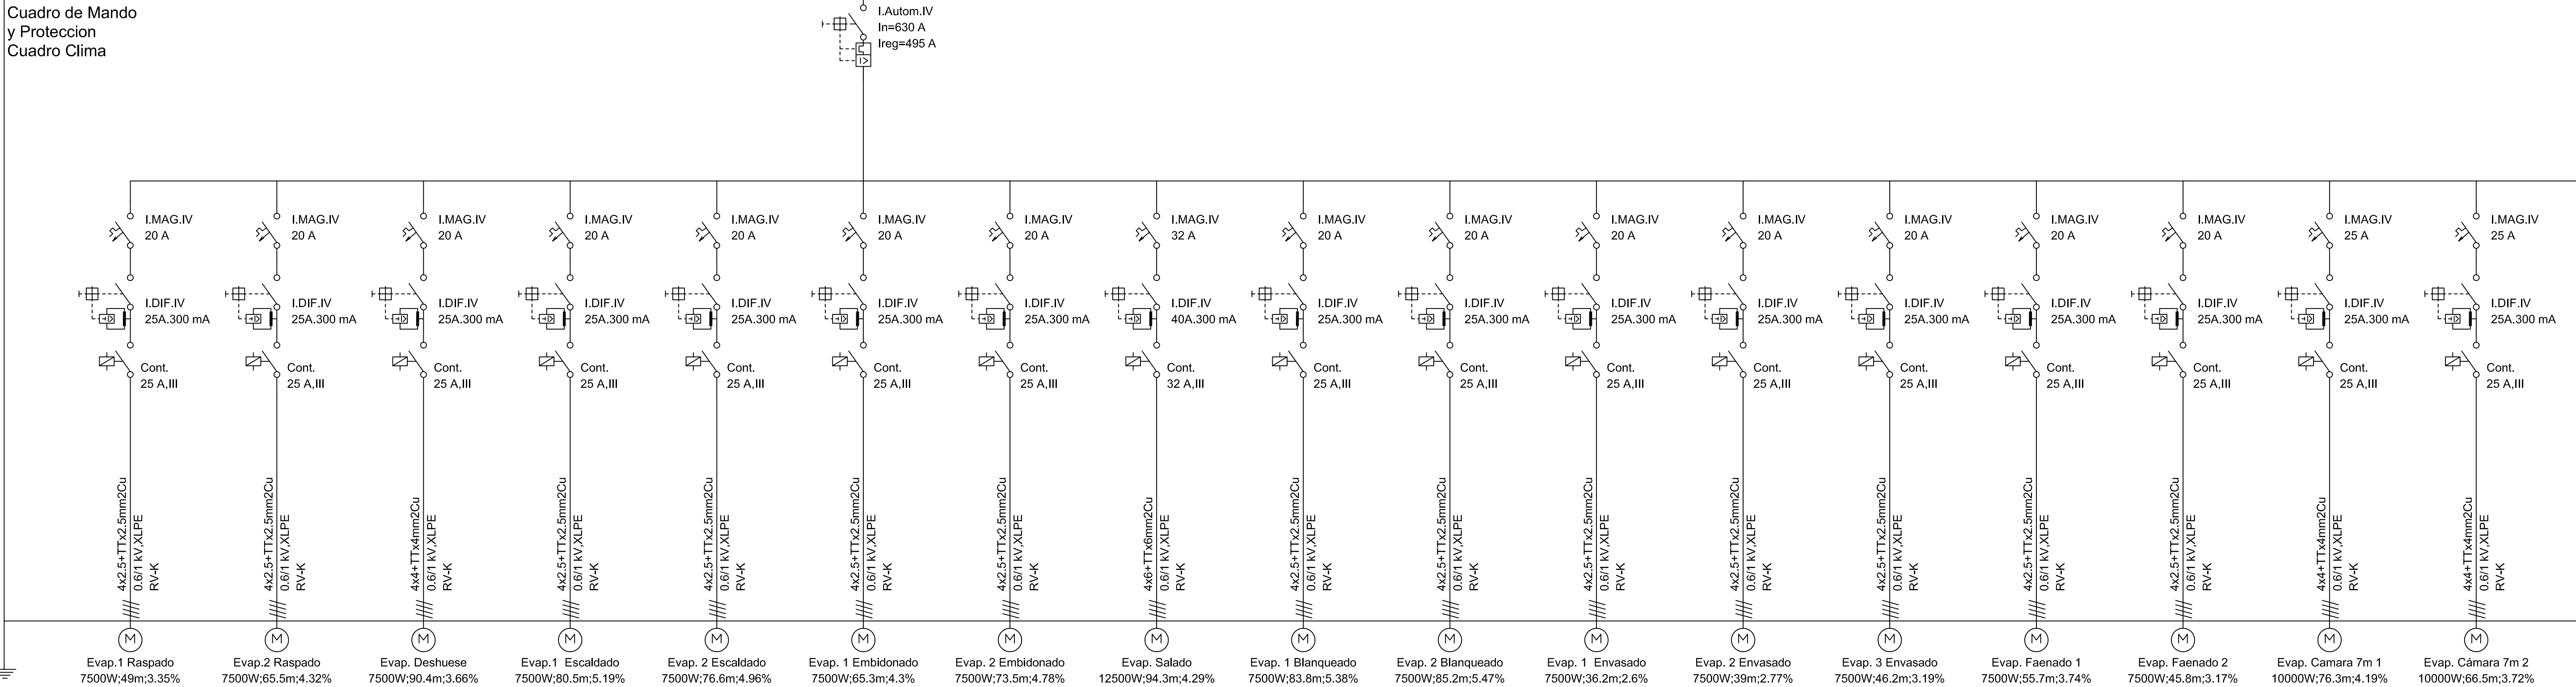 Cuadro de Mando
y Proteccion
Cuadro Clima
I.Autom.IV
In=630 A
Ireg=495 A
I.MAG.IV
20 A
I.DIF.IV
25A.300 mA
Cont.
25 A,III
4x2.5+TTx2.5mm2Cu
0.6/1 kV,XLPE
RV-K
M
Evap.1 Raspado
7500W;49m;3.35%
I.MAG.IV
20 A
I.DIF.IV
25A.300 mA
Cont.
25 A,III
4x2.5+TTx2.5mm2Cu
0.6/1 kV,XLPE
RV-K
M
Evap.2 Raspado
7500W;65.5m;4.32%
I.MAG.IV
20 A
I.DIF.IV
25A.300 mA
Cont.
25 A,III
4x4+TTx4mm2Cu
0.6/1 kV,XLPE
RV-K
M
Evap. Deshuese
7500W;90.4m;3.66%
I.MAG.IV
20 A
I.DIF.IV
25A.300 mA
Cont.
25 A,III
4x2.5+TTx2.5mm2Cu
0.6/1 kV,XLPE
RV-K
M
Evap.1 Escaldado
7500W;80.5m;5.19%
I.MAG.IV
20 A
I.DIF.IV
25A.300 mA
Cont.
25 A,III
4x2.5+TTx2.5mm2Cu
0.6/1 kV,XLPE
RV-K
M
Evap. 2 Escaldado
7500W;76.6m;4.96%
I.MAG.IV
20 A
I.DIF.IV
25A.300 mA
Cont.
25 A,III
4x2.5+TTx2.5mm2Cu
0.6/1 kV,XLPE
RV-K
M
Evap. 1 Embidonado
7500W;65.3m;4.3%
I.MAG.IV
20 A
I.DIF.IV
25A.300 mA
Cont.
25 A,III
4x2.5+TTx2.5mm2Cu
0.6/1 kV,XLPE
RV-K
M
Evap. 2 Embidonado
7500W;73.5m;4.78%
I.MAG.IV
32 A
I.DIF.IV
40A.300 mA
Cont.
32 A,III
4x6+TTx6mm2Cu
0.6/1 kV,XLPE
RV-K
M
Evap. Salado
12500W;94.3m;4.29%
I.MAG.IV
20 A
I.DIF.IV
25A.300 mA
Cont.
25 A,III
4x2.5+TTx2.5mm2Cu
0.6/1 kV,XLPE
RV-K
M
Evap. 1 Blanqueado
7500W;83.8m;5.38%
I.MAG.IV
20 A
I.DIF.IV
25A.300 mA
Cont.
25 A,III
4x2.5+TTx2.5mm2Cu
0.6/1 kV,XLPE
RV-K
M
Evap. 2 Blanqueado
7500W;85.2m;5.47%
I.MAG.IV
20 A
I.DIF.IV
25A.300 mA
Cont.
25 A,III
4x2.5+TTx2.5mm2Cu
0.6/1 kV,XLPE
RV-K
M
Evap. 1 Envasado
7500W;36.2m;2.6%
I.MAG.IV
20 A
I.DIF.IV
25A.300 mA
Cont.
25 A,III
4x2.5+TTx2.5mm2Cu
0.6/1 kV,XLPE
RV-K
M
Evap. 2 Envasado
7500W;39m;2.77%
I.MAG.IV
20 A
I.DIF.IV
25A.300 mA
Cont.
25 A,III
4x2.5+TTx2.5mm2Cu
0.6/1 kV,XLPE
RV-K
M
Evap. 3 Envasado
7500W;46.2m;3.19%
I.MAG.IV
20 A
I.DIF.IV
25A.300 mA
Cont.
25 A,III
4x2.5+TTx2.5mm2Cu
0.6/1 kV,XLPE
RV-K
M
Evap. Faenado 1
7500W;55.7m;3.74%
I.MAG.IV
20 A
I.DIF.IV
25A.300 mA
Cont.
25 A,III
4x2.5+TTx2.5mm2Cu
0.6/1 kV,XLPE
RV-K
M
Evap. Faenado 2
7500W;45.8m;3.17%
I.MAG.IV
25 A
I.DIF.IV
25A.300 mA
Cont.
25 A,III
4x4+TTx4mm2Cu
0.6/1 kV,XLPE
RV-K
M
Evap. Camara 7m 1
10000W;76.3m;4.19%
I.MAG.IV
25 A
I.DIF.IV
25A.300 mA
Cont.
25 A,III
4x4+TTx4mm2Cu
0.6/1 kV,XLPE
RV-K
M
Evap. Cámara 7m 2
10000W;66.5m;3.72%